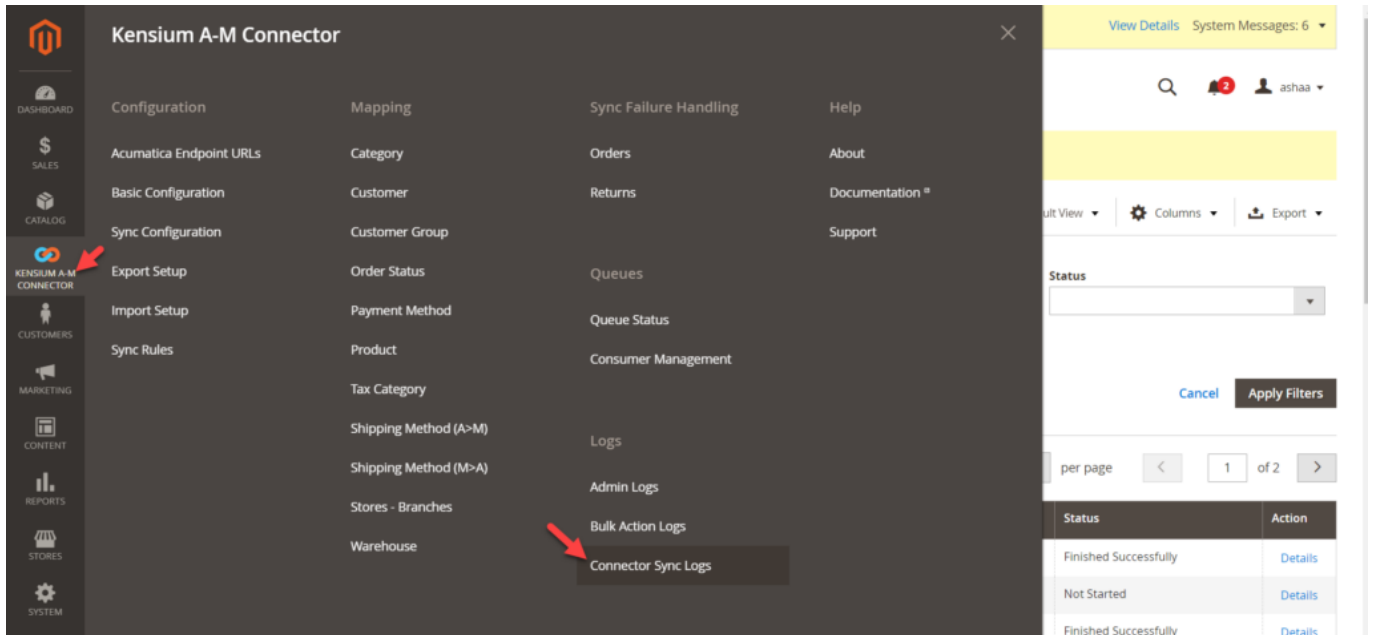 Kensium A-M Connector
View Details System Messages: 6
2
ashaa
DASHBOARD
SALES
CATALOG
KENSIUM A-M
CONNECTOR
CUSTOMERS
MARKETING
CONTENT
REPORTS
STORES
SYSTEM
Configuration
Acumatica Endpoint URLs
Basic Configuration
Sync Configuration
Export Setup
Import Setup
Sync Rules
Mapping
Category
Customer
Customer Group
Order Status
Payment Method
Product
Tax Category
Shipping Method (A>M)
Shipping Method (M>A)
Stores - Branches
Warehouse
Sync Failure Handling
Orders
Returns
Queues
Queue Status
Consumer Management
Logs
Admin Logs
Bulk Action Logs
Connector Sync Logs
Help
About
Documentation
Support
ult View Columns Export
Status
Cancel Apply Filters
per page 1 of 2
Status Action
Finished Successfully Details
Not Started Details
Finished Successfully Details